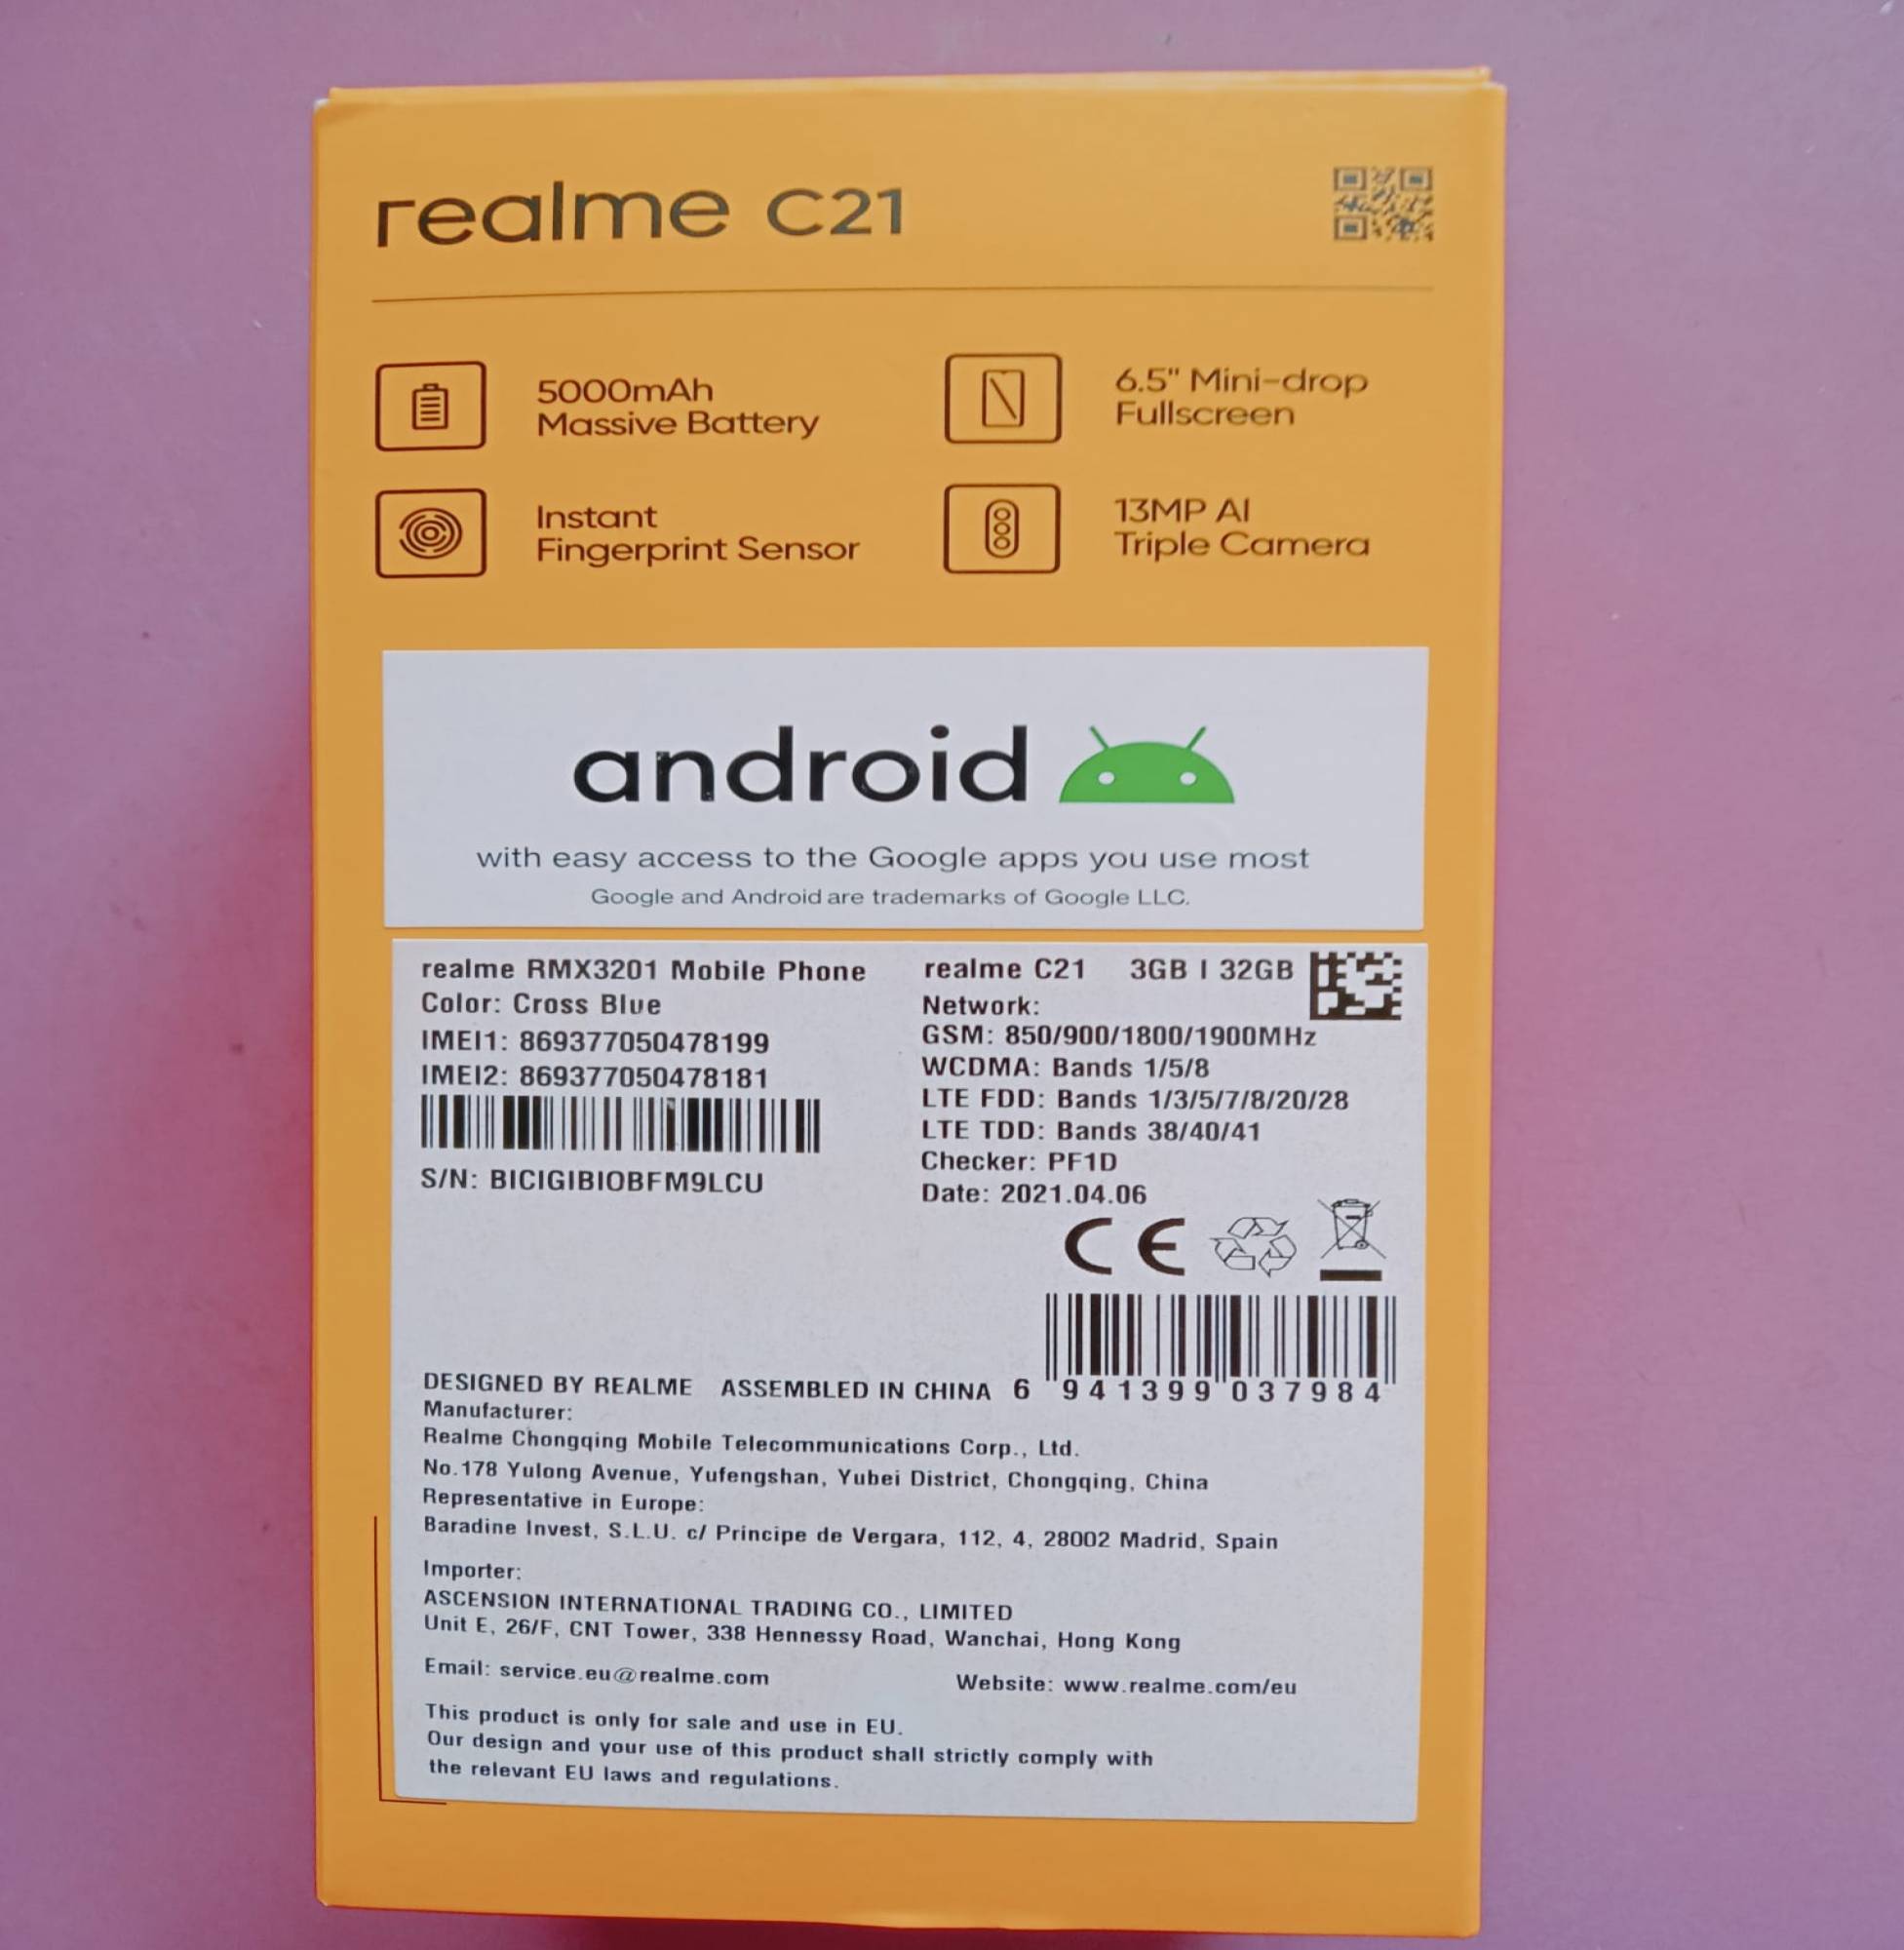 realme C21
5000mAh
Massive Battery
6.5" Mini-drop
Fullscreen
Instant
Fingerprint Sensor
13MP AI
Triple Camera
android
with easy access to the Google apps you use most
Google and Android are trademarks of Google LLC.
realme RMX3201 Mobile Phone
Color: Cross Blue
IMEI1: 869377050478199
IMEI2: 869377050478181
S/N: BICIGIBIOBFM9LCU
realme C21 3GB | 32GB
Network:
GSM: 850/900/1800/1900MHz
WCDMA: Bands 1/5/8
LTE FDD: Bands 1/3/5/7/8/20/28
LTE TDD: Bands 38/40/41
Checker: PF1D
Date: 2021.04.06
CE
DESIGNED BY REALME ASSEMBLED IN CHINA
6 941399 037984
Manufacturer:
Realme Chongqing Mobile Telecommunications Corp., Ltd.
No.178 Yulong Avenue, Yufengshan, Yubei District, Chongqing, China
Representative in Europe:
Baradine Invest, S.L.U. c/ Principe de Vergara, 112, 4, 28002 Madrid, Spain
Importer:
ASCENSION INTERNATIONAL TRADING CO., LIMITED
Unit E, 26/F, CNT Tower, 338 Hennessy Road, Wanchai, Hong Kong
Email: service.eu@realme.com
Website: www.realme.com/eu
This product is only for sale and use in EU.
Our design and your use of this product shall strictly comply with
the relevant EU laws and regulations.